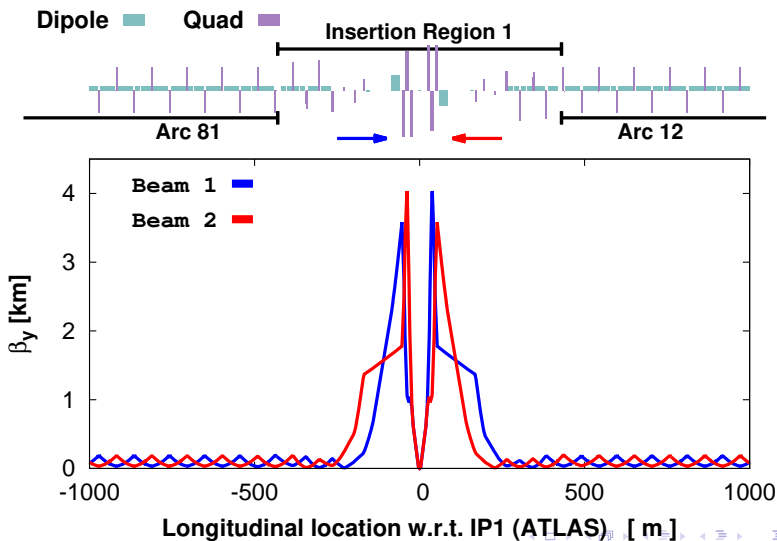 Dipole Quad
Insertion Region 1
Arc 81
Arc 12
Beam 1
Beam 2
4
3
2
1
0
βy [km]
-1000 -500 0 500 1000
Longitudinal location w.r.t. IP1 (ATLAS) [ m ]